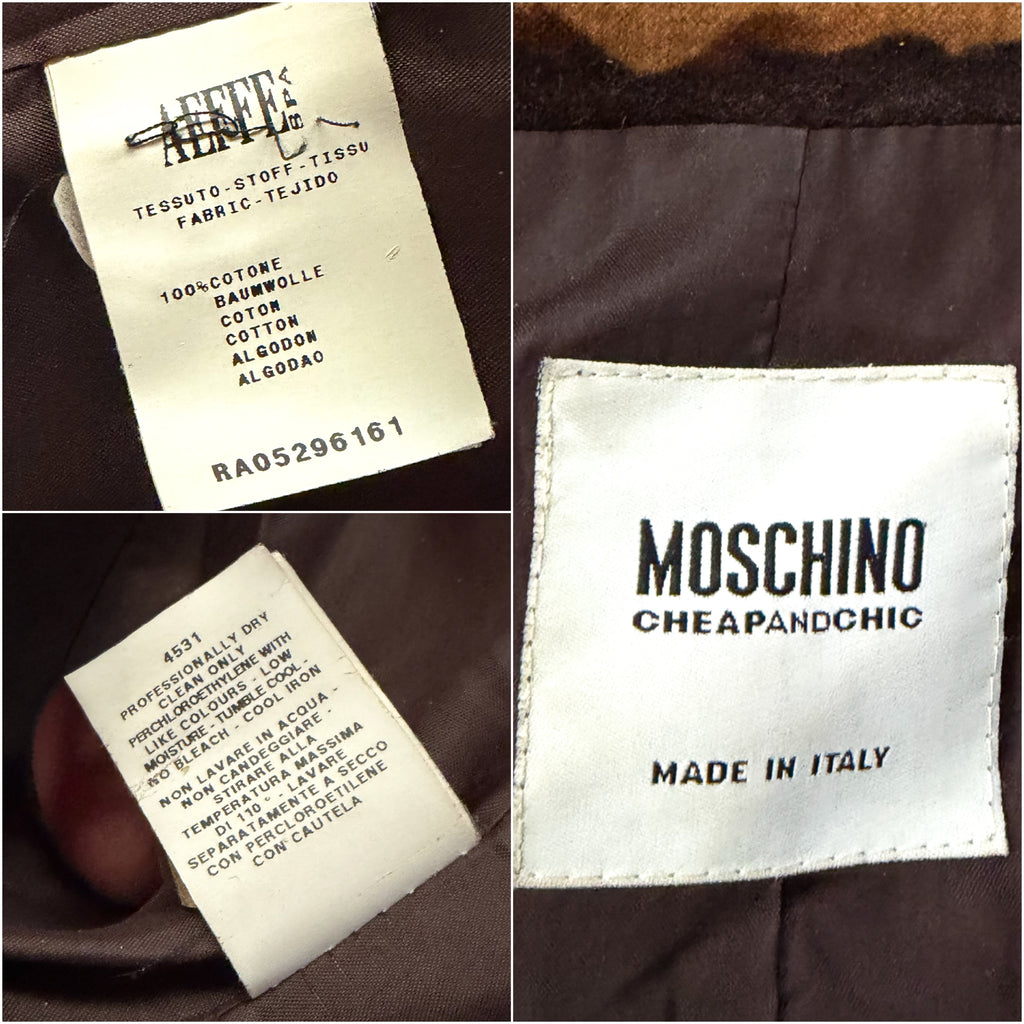 AEFFE SPA
TESSUTO-STOFF-TISSU
FABRIC-TEJIDO
100%COTONE
BAUMWOLLE
COTON
COTTON
ALGODON
ALGODAO
RA05296161
4531
PROFESSIONALLY DRY
CLEAN ONLY
PERCHLOROETHYLENE WITH
LIKE COLOURS - LOW
MOISTURE - TUMBLE COOL -
NO BLEACH - COOL IRON
NON LAVARE IN ACQUA -
NON CANDEGGIARE -
STIRARE ALLA
TEMPERATURA MASSIMA
DI 110 ° - LAVARE
SEPARATAMENTE A SECCO
CON PERCLOROETILENE
CON CAUTELA
MOSCHINO
CHEAPANDCHIC
MADE IN ITALY